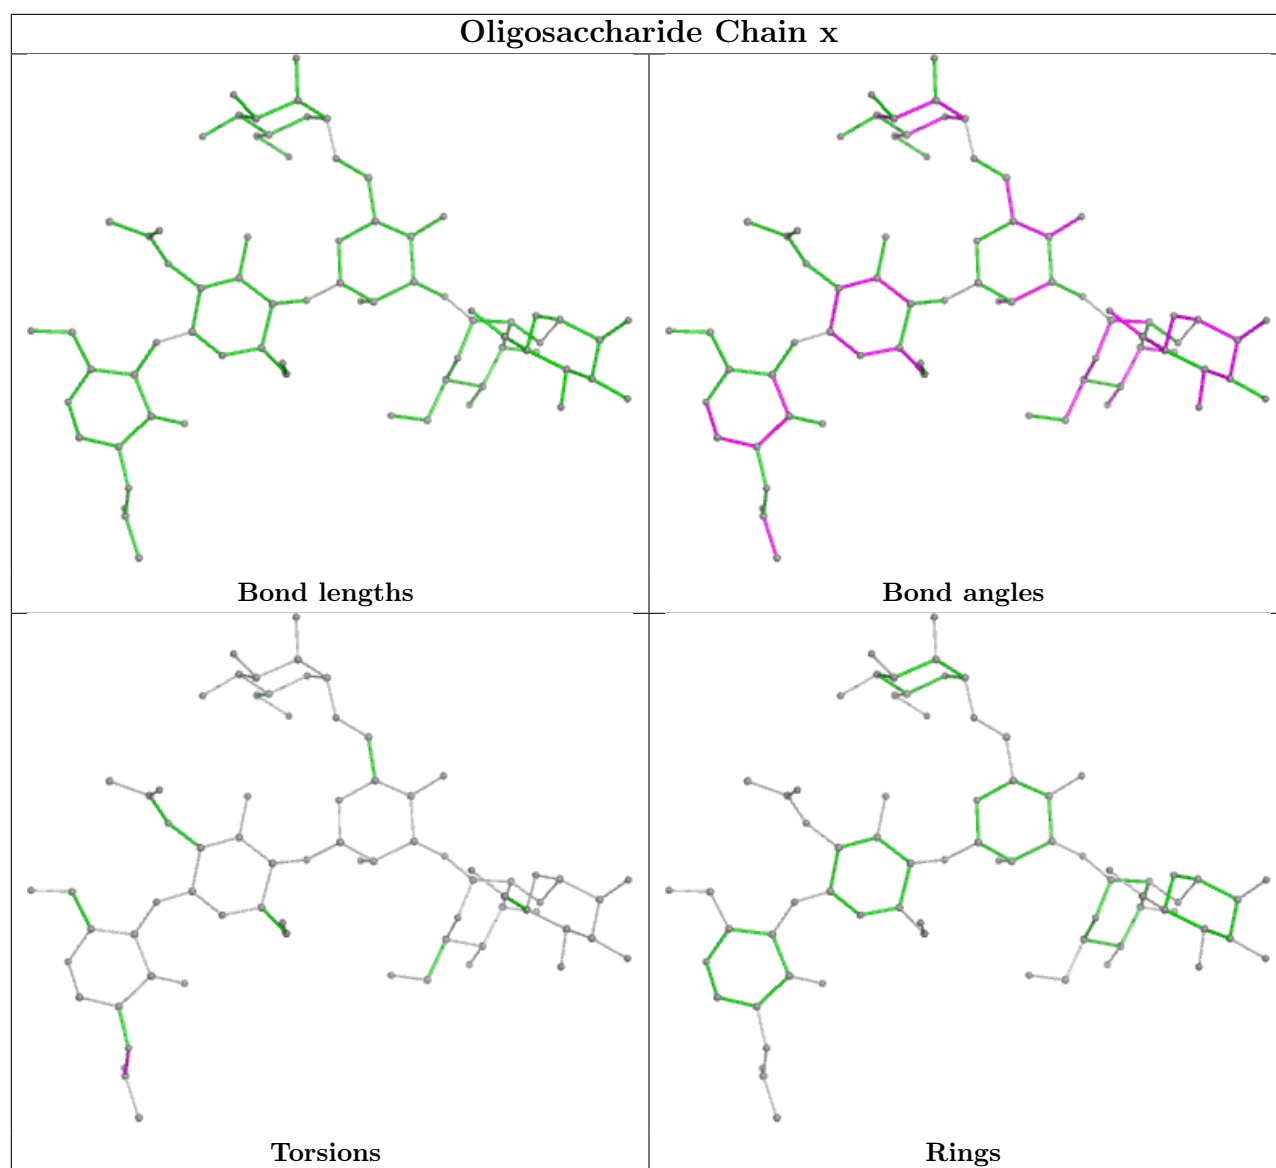 Oligosaccharide Chain x
Bond lengths
Bond angles
Torsions
Rings